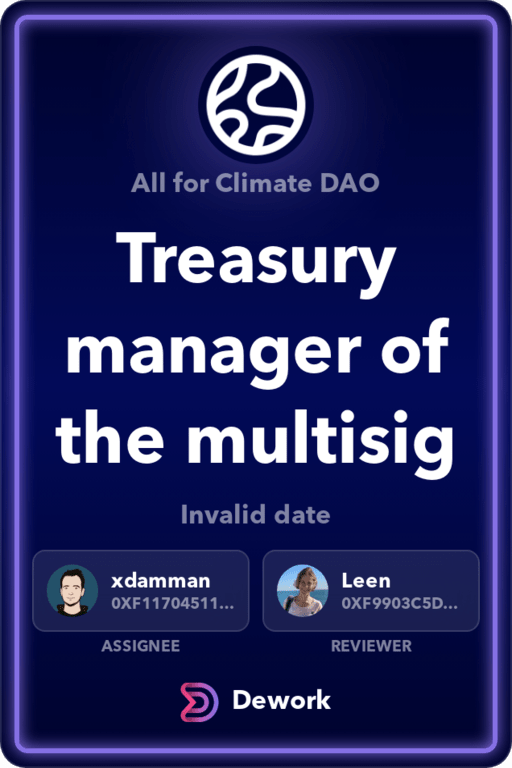 All for Climate DAO
Treasury
manager of
the multisig
Invalid date
xdamman
0XF11704511...
ASSIGNEE
Leen
0XF9903C5D...
REVIEWER
Dework